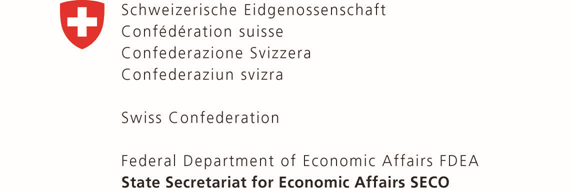 Schweizerische Eidgenossenschaft
Confédération suisse
Confederazione Svizzera
Confederaziun svizra
Swiss Confederation
Federal Department of Economic Affairs FDEA
State Secretariat for Economic Affairs SECO